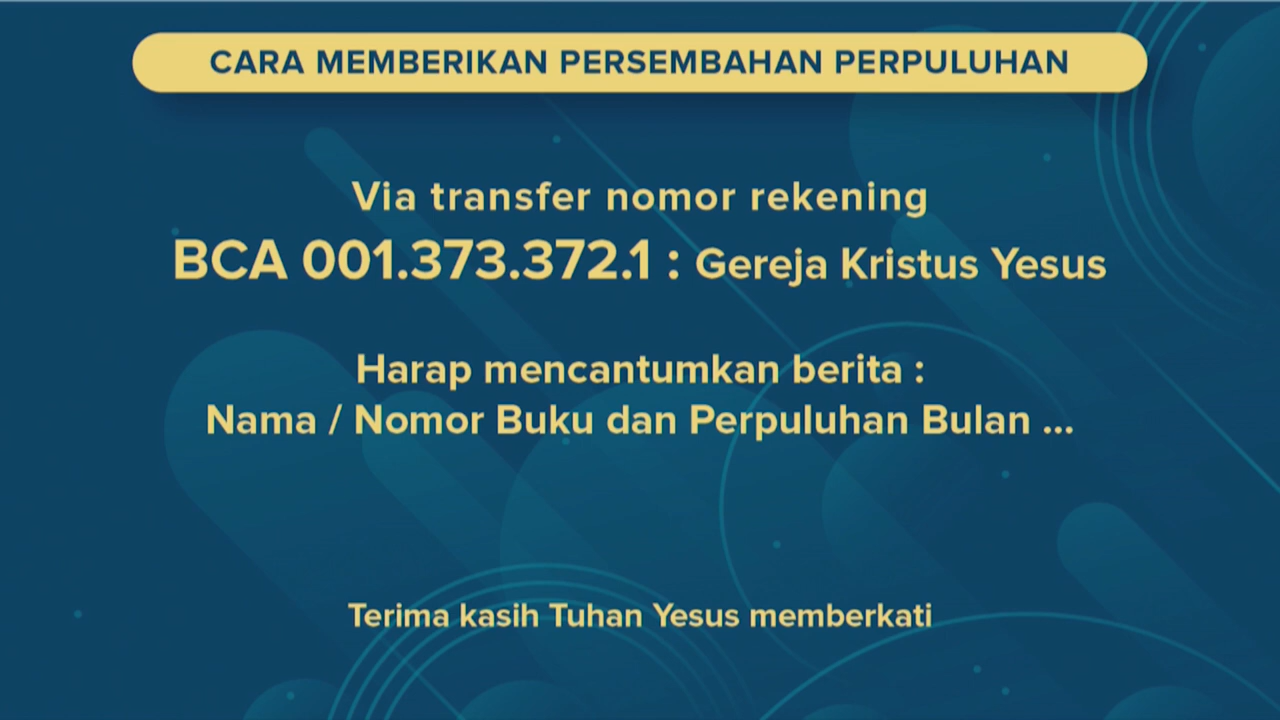 CARA MEMBERIKAN PERSEMBAHAN PERPULUHAN
Via transfer nomor rekening
BCA 001.373.372.1 : Gereja Kristus Yesus
Harap mencantumkan berita :
Nama / Nomor Buku dan Perpuluhan Bulan ...
Terima kasih Tuhan Yesus memberkati